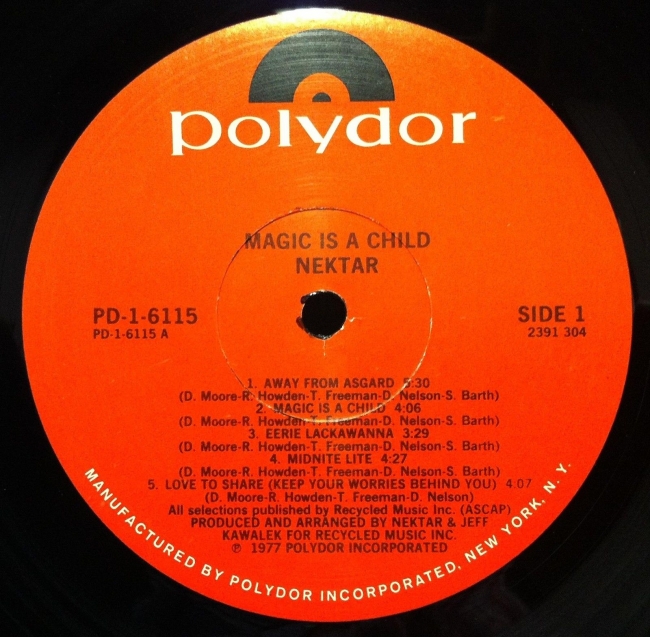 polydor
MAGIC IS A CHILD
NEKTAR
PD-1-6115
PD-1-6115 A
SIDE 1
2391 304
1. AWAY FROM ASGARD 5:30
(D. Moore-R. Howden-T. Freeman-D. Nelson-S. Barth)
2. MAGIC IS A CHILD 4:06
(D. Moore-R. Howden-T. Freeman-D. Nelson-S. Barth)
3. EERIE LACKAWANNA 3:29
(D. Moore-R. Howden-T. Freeman-D. Nelson-S. Barth)
4. MIDNITE LITE 4:27
(D. Moore-R. Howden-T. Freeman-D. Nelson-S. Barth)
5. LOVE TO SHARE (KEEP YOUR WORRIES BEHIND YOU) 4:07
(D. Moore-R. Howden-T. Freeman-D. Nelson)
All selections published by Recycled Music Inc. (ASCAP)
PRODUCED AND ARRANGED BY NEKTAR & JEFF
KAWALEK FOR RECYCLED MUSIC INC.
℗ 1977 POLYDOR INCORPORATED
MANUFACTURED BY POLYDOR INCORPORATED, NEW YORK, N. Y.